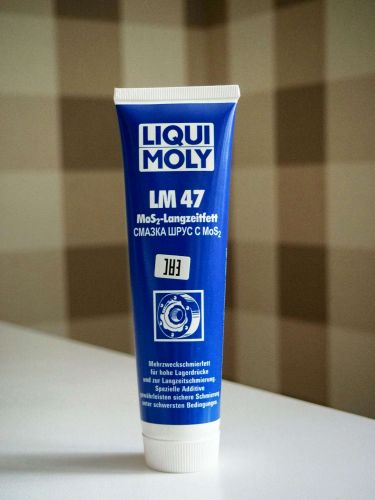 LIQUI
MOLY
LM 47
MoS₂-Langzeitfett
СМАЗКА ШРУС С MoS₂
EAC
Mehrzweckschmierfett
für hohe Lagerdrücke
und zur Langzeitschmierung.
Spezielle Additive
gewährleisten sichere Schmierung
unter schwersten Bedingungen